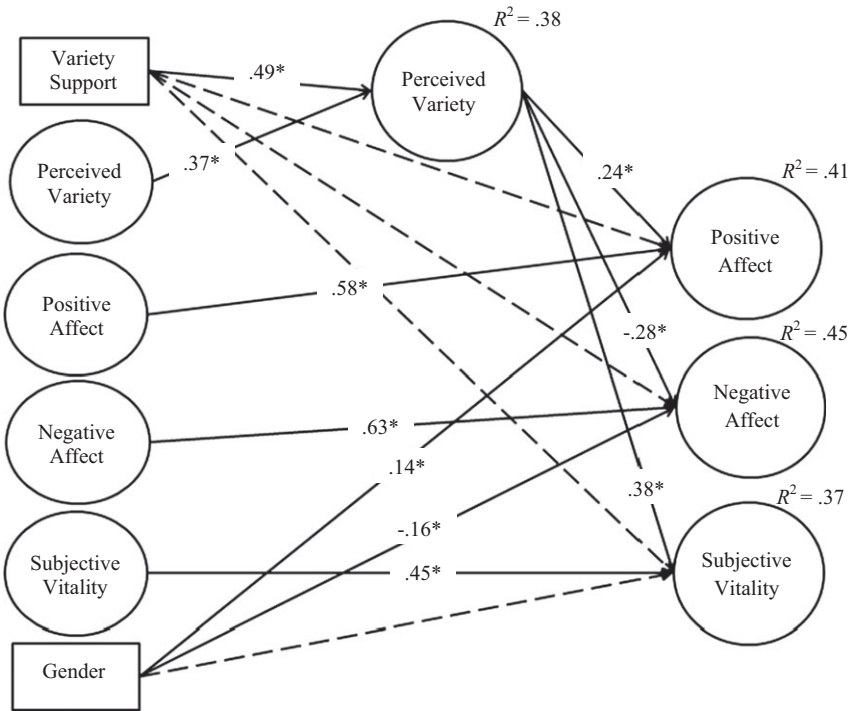 R² = .38
Variety
Support
.49*
Perceived
Variety
Perceived
Variety
.37*
.24*
R² = .41
Positive
Affect
Positive
Affect
.58*
-.28*
R² = .45
Negative
Affect
Negative
Affect
.63*
.14*
.38*
R² = .37
-.16*
Subjective
Vitality
.45*
Subjective
Vitality
Gender